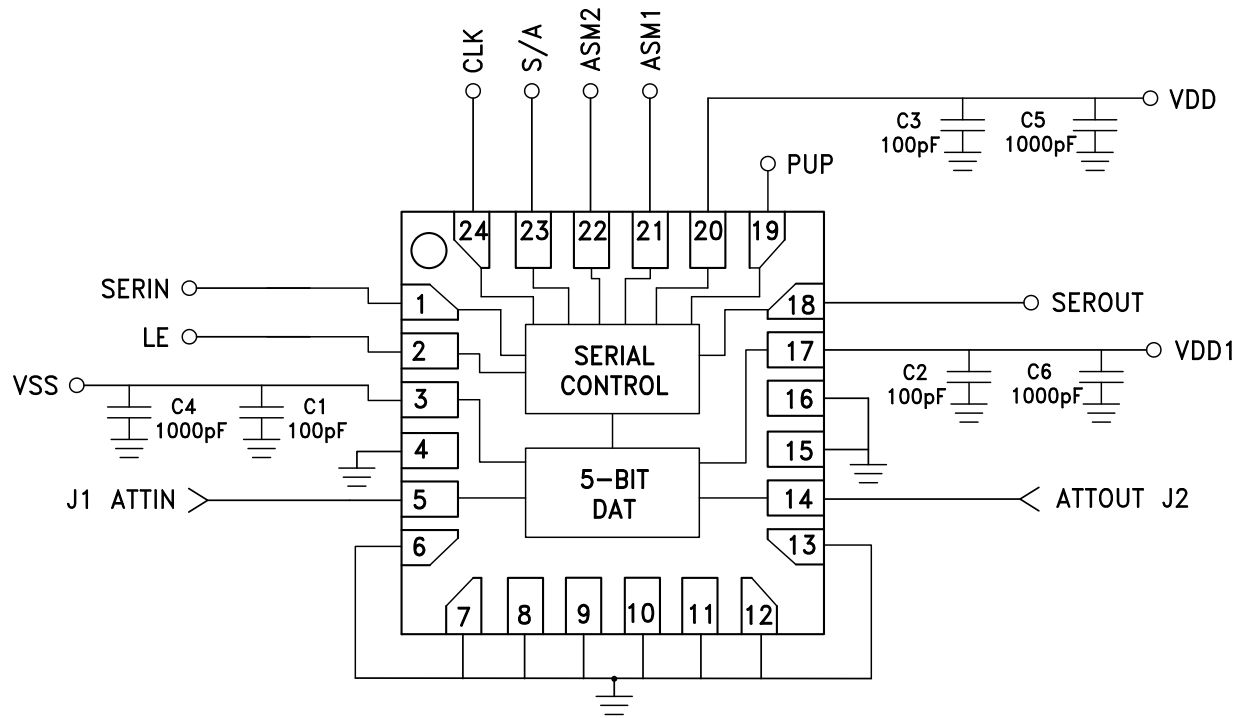 CLK
S/A
ASM2
ASM1
VDD
C3
100pF
C5
1000pF
PUP
24
23
22
21
20
19
SERIN
1
18
SEROUT
LE
2
SERIAL
CONTROL
17
VDD1
C2
100pF
C6
1000pF
VSS
C4
1000pF
C1
100pF
3
16
4
15
J1 ATTIN
5
5-BIT
DAT
14
ATTOUT J2
6
13
7
8
9
10
11
12